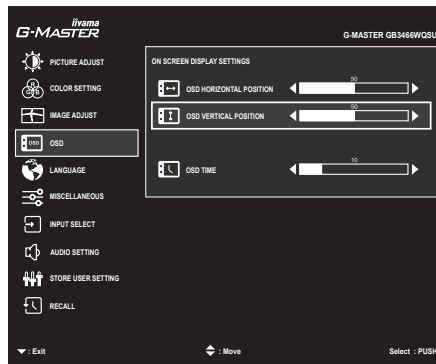 iiyama
G-MASTER
G-MASTER GB3466WQSU
PICTURE ADJUST
COLOR SETTING
R
G B
IMAGE ADJUST
OSD OSD
LANGUAGE
MISCELLANEOUS
INPUT SELECT
AUDIO SETTING
STORE USER SETTING
RECALL
ON SCREEN DISPLAY SETTINGS
OSD HORIZONTAL POSITION 50
OSD VERTICAL POSITION 50
OSD TIME 10
: Exit
: Move
Select : PUSH